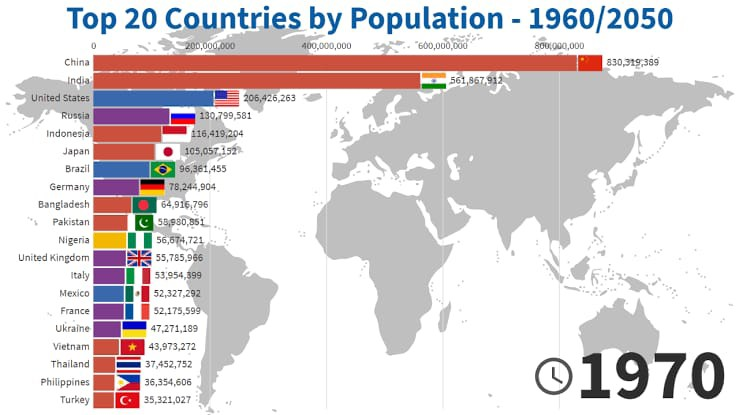 Top 20 Countries by Population - 1960/2050
0 200,000,000 400,000,000 600,000,000 800,000,000
China 830,319,389
India 561,867,912
United States 206,426,263
Russia 130,799,581
Indonesia 116,419,204
Japan 105,057,152
Brazil 96,361,455
Germany 78,244,904
Bangladesh 64,916,796
Pakistan 58,980,851
Nigeria 56,674,721
United Kingdom 55,785,966
Italy 53,954,399
Mexico 52,327,292
France 52,175,599
Ukraine 47,271,189
Vietnam 43,973,272
Thailand 37,452,752
Philippines 36,354,606
Turkey 35,321,027
1970